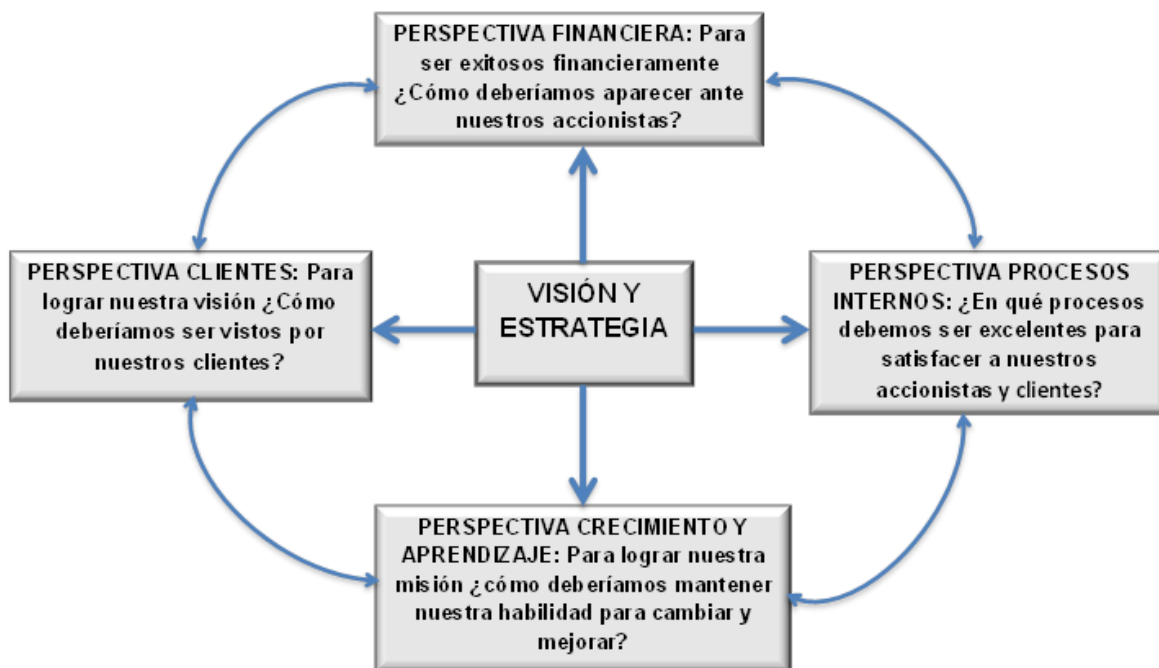 PERSPECTIVA FINANCIERA: Para
ser exitosos financieramente
¿Cómo deberíamos aparecer ante
nuestros accionistas?
PERSPECTIVA CLIENTES: Para
lograr nuestra visión ¿Cómo
deberíamos ser vistos por
nuestros clientes?
VISIÓN Y
ESTRATEGIA
PERSPECTIVA PROCESOS
INTERNOS: ¿En qué procesos
debemos ser excelentes para
satisfacer a nuestros
accionistas y clientes?
PERSPECTIVA CRECIMIENTO Y
APRENDIZAJE: Para lograr nuestra
misión ¿cómo deberíamos mantener
nuestra habilidad para cambiar y
mejorar?